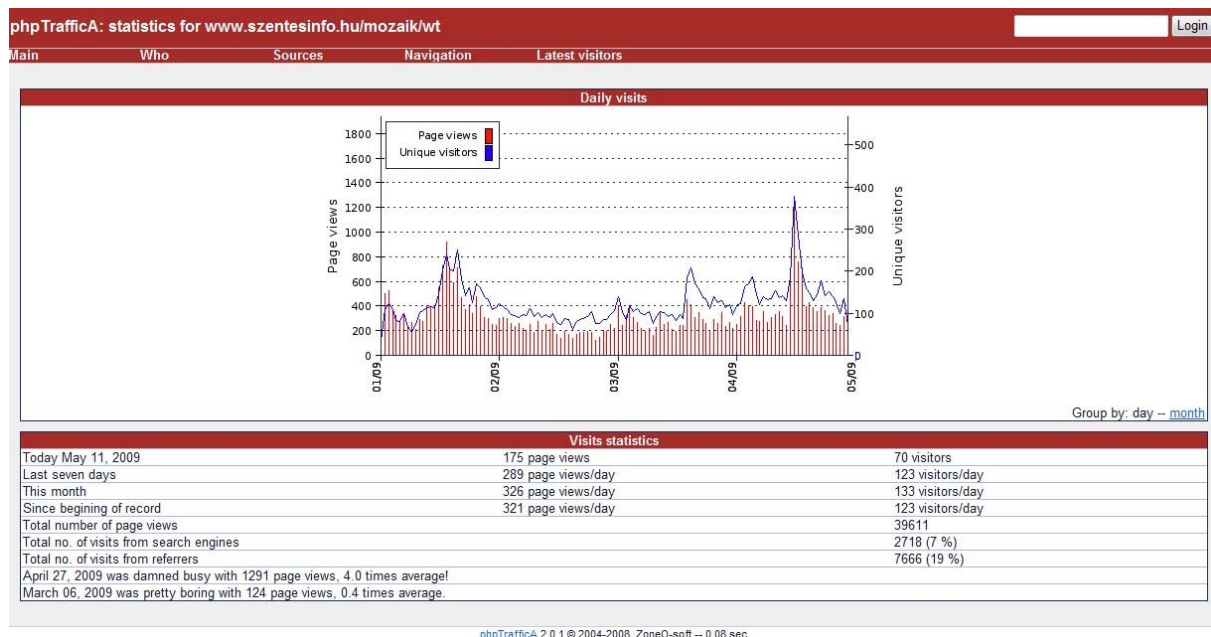 phpTrafficA: statistics for www.szentesinfo.hu/mozaik/wt
Login
Main Who Sources Navigation Latest visitors
Daily visits
Page views
Unique visitors
1800
1600
1400
1200
1000
800
600
400
200
0
Page views
500
400
300
200
100
0
Unique visitors
01/09
02/09
03/09
04/09
05/09
Group by: day -- month
Visits statistics
Today May 11, 2009 175 page views 70 visitors
Last seven days 289 page views/day 123 visitors/day
This month 326 page views/day 133 visitors/day
Since begining of record 321 page views/day 123 visitors/day
Total number of page views 39611
Total no. of visits from search engines 2718 (7 %)
Total no. of visits from referrers 7666 (19 %)
April 27, 2009 was damned busy with 1291 page views, 4.0 times average!
March 06, 2009 was pretty boring with 124 page views, 0.4 times average.
phpTrafficA 2.0.1 © 2004-2008, ZoneO-soft -- 0.08 sec